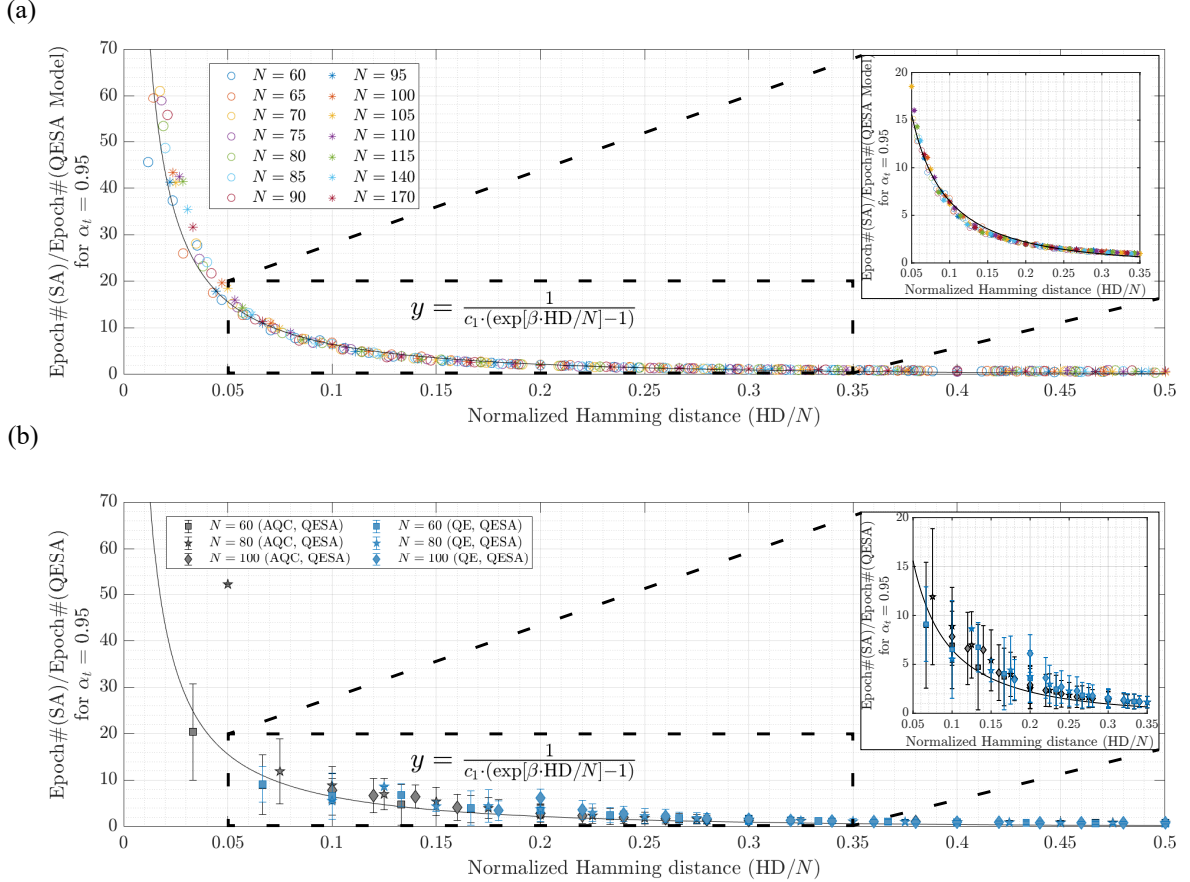 (a)
Epoch#(SA)/Epoch#(QESA Model)
for α_t = 0.95
70
60
50
40
30
20
10
0
N = 60
N = 65
N = 70
N = 75
N = 80
N = 85
N = 90
N = 95
N = 100
N = 105
N = 110
N = 115
N = 140
N = 170
y = 1/(c_1·(exp[β·HD/N]−1))
Epoch#(SA)/Epoch#(QESA Model)
for α_t = 0.95
20
15
10
5
0
0.05 0.1 0.15 0.2 0.25 0.3 0.35
Normalized Hamming distance (HD/N)
0 0.05 0.1 0.15 0.2 0.25 0.3 0.35 0.4 0.45 0.5
Normalized Hamming distance (HD/N)
(b)
Epoch#(SA)/Epoch#(QESA)
for α_t = 0.95
70
60
50
40
30
20
10
0
N = 60 (AQC, QESA)
N = 80 (AQC, QESA)
N = 100 (AQC, QESA)
N = 60 (QE, QESA)
N = 80 (QE, QESA)
N = 100 (QE, QESA)
y = 1/(c_1·(exp[β·HD/N]−1))
Epoch#(SA)/Epoch#(QESA)
for α_t = 0.95
20
15
10
5
0
0.05 0.1 0.15 0.2 0.25 0.3 0.35
Normalized Hamming distance (HD/N)
0 0.05 0.1 0.15 0.2 0.25 0.3 0.35 0.4 0.45 0.5
Normalized Hamming distance (HD/N)